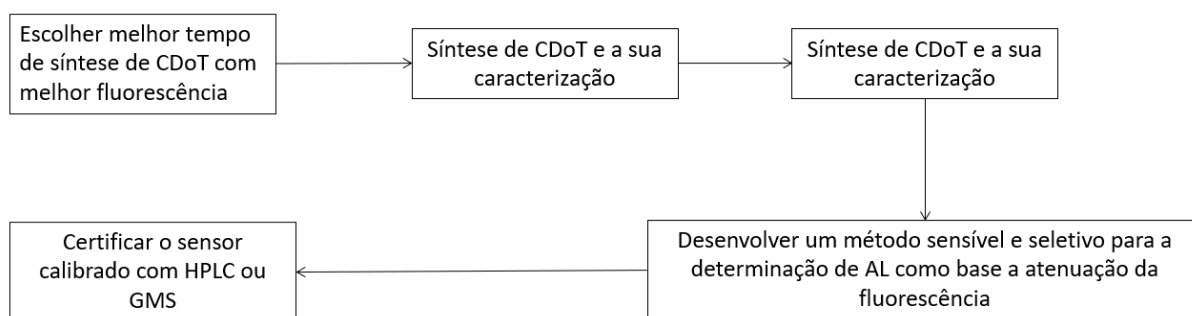 Escolher melhor tempo
de síntese de CDoT com
melhor fluorescência
Síntese de CDoT e a sua
caracterização
Síntese de CDoT e a sua
caracterização
Desenvolver um método sensível e seletivo para a
determinação de AL como base a atenuação da
fluorescência
Certificar o sensor
calibrado com HPLC ou
GMS